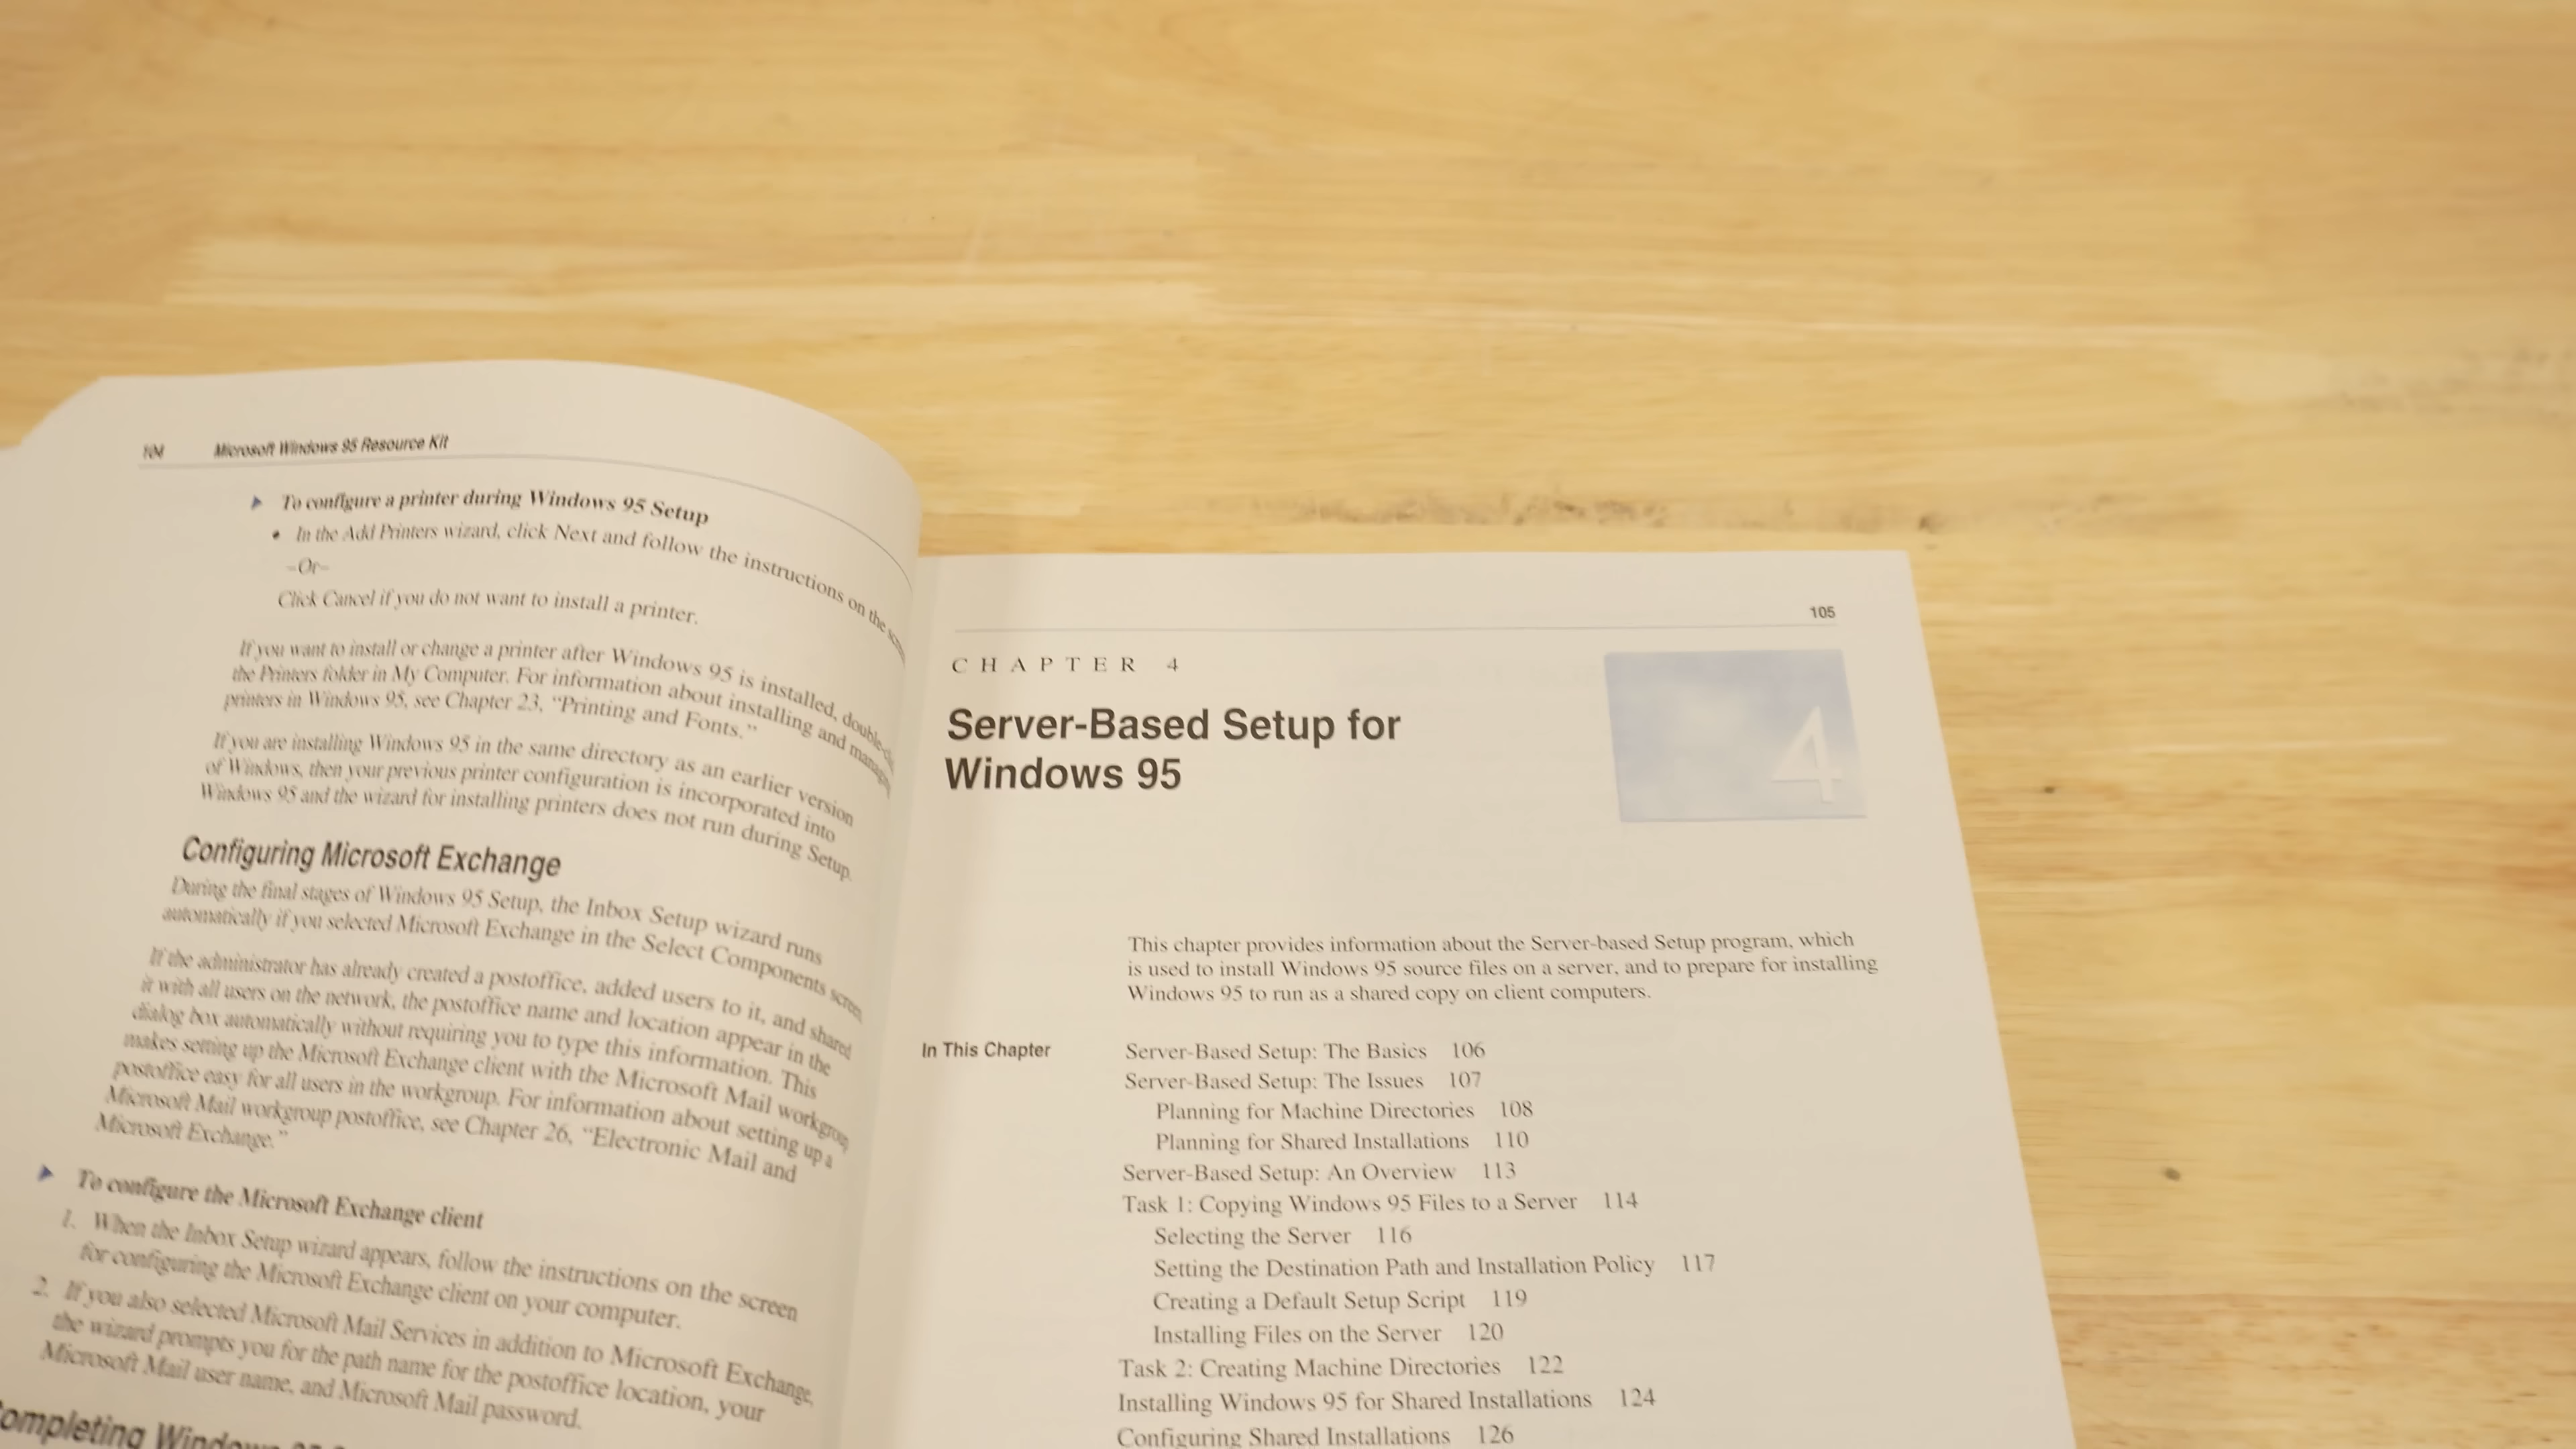 104 Microsoft Windows 95 Resource Kit
To configure a printer during Windows 95 Setup
• In the Add Printers wizard, click Next and follow the instructions on the
–Or–
Click Cancel if you do not want to install a printer.
If you want to install or change a printer after Windows 95 is installed,
the Printers folder in My Computer. For information about installing and
printers in Windows 95, see Chapter 23, “Printing and Fonts.”
If you are installing Windows 95 in the same directory as an earlier version
of Windows, then your previous printer configuration is incorporated into
Windows 95 and the wizard for installing printers does not run during Setup.
Configuring Microsoft Exchange
During the final stages of Windows 95 Setup, the Inbox Setup wizard runs
automatically if you selected Microsoft Exchange in the Select Components screen.
If the administrator has already created a postoffice, added users to it, and shared
it with all users on the network, the postoffice name and location appear in the
dialog box automatically without requiring you to type this information. This
makes setting up the Microsoft Exchange client with the Microsoft Mail workgroup
postoffice easy for all users in the workgroup. For information about setting up a
Microsoft Mail workgroup postoffice, see Chapter 26, “Electronic Mail and
Microsoft Exchange.”
To configure the Microsoft Exchange client
1. When the Inbox Setup wizard appears, follow the instructions on the screen
for configuring the Microsoft Exchange client on your computer.
2. If you also selected Microsoft Mail Services in addition to Microsoft Exchange,
the wizard prompts you for the path name for the postoffice location, your
Microsoft Mail user name, and Microsoft Mail password.
105
CHAPTER 4
Server-Based Setup for
Windows 95
4
This chapter provides information about the Server-based Setup program, which
is used to install Windows 95 source files on a server, and to prepare for installing
Windows 95 to run as a shared copy on client computers.
In This Chapter
Server-Based Setup: The Basics 106
Server-Based Setup: The Issues 107
Planning for Machine Directories 108
Planning for Shared Installations 110
Server-Based Setup: An Overview 113
Task 1: Copying Windows 95 Files to a Server 114
Selecting the Server 116
Setting the Destination Path and Installation Policy 117
Creating a Default Setup Script 119
Installing Files on the Server 120
Task 2: Creating Machine Directories 122
Installing Windows 95 for Shared Installations 124
Configuring Shared Installations 126